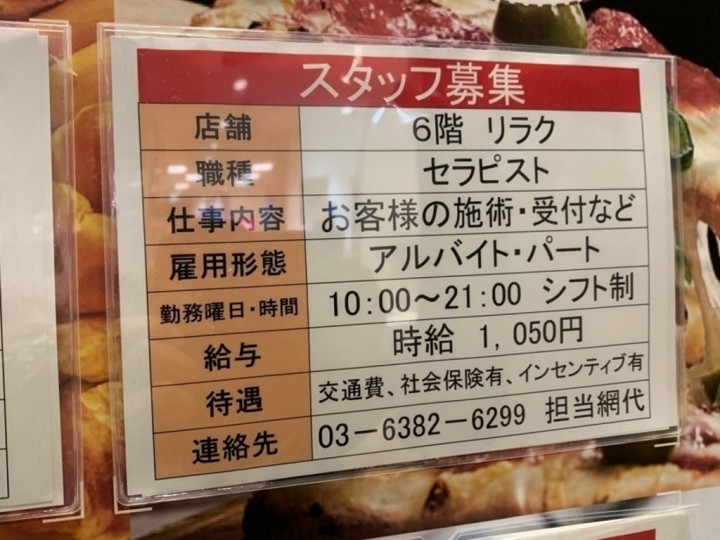 スタッフ募集
店舗 6階 リラク
職種 セラピスト
仕事内容 お客様の施術・受付など
雇用形態 アルバイト・パート
勤務曜日・時間 10:00～21:00 シフト制
給与 時給 1,050円
待遇 交通費、社会保険有、インセンティブ有
連絡先 03－6382－6299 担当網代